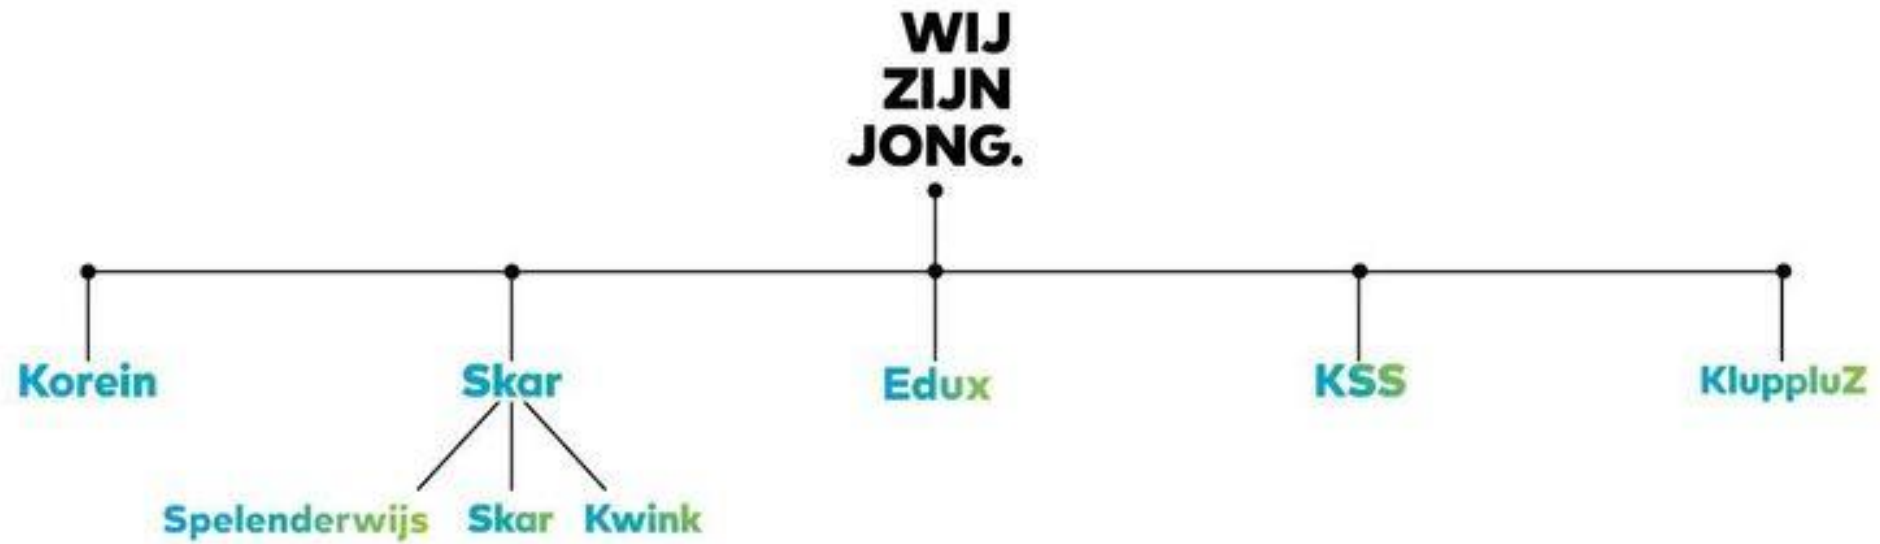 WIJ
ZIJN
JONG.
Korein Skar Edux KSS KluppluZ
Spelenderwijs Skar Kwink